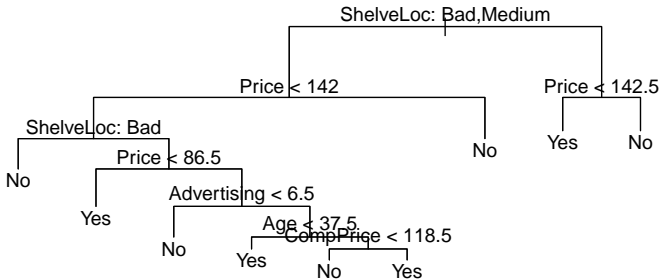 ShelveLoc: Bad,Medium
Price < 142
Price < 142.5
ShelveLoc: Bad
Yes
No
No
Price < 86.5
No
Advertising < 6.5
Yes
Age < 37.5
CompPrice < 118.5
No
Yes
No
Yes